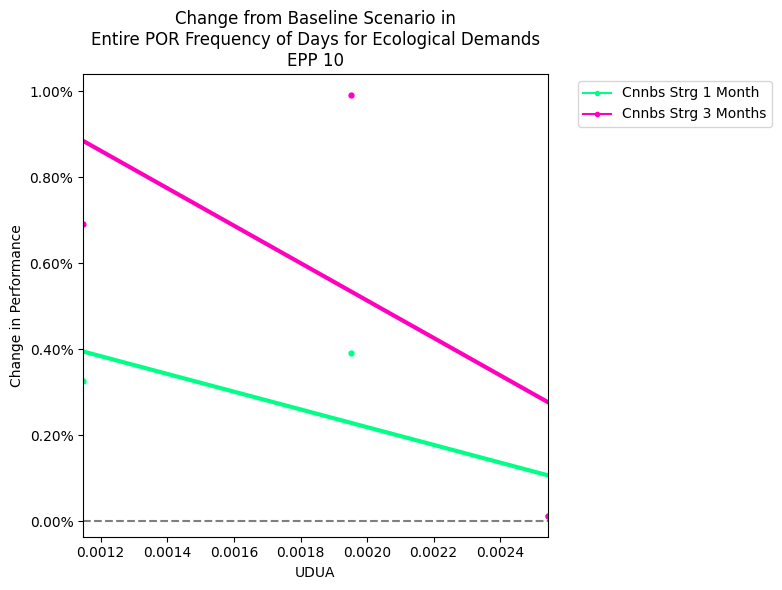 Change from Baseline Scenario in
Entire POR Frequency of Days for Ecological Demands
EPP 10
Cnnbs Strg 1 Month
Cnnbs Strg 3 Months
Change in Performance
1.00%
0.80%
0.60%
0.40%
0.20%
0.00%
0.0012 0.0014 0.0016 0.0018 0.0020 0.0022 0.0024
UDUA